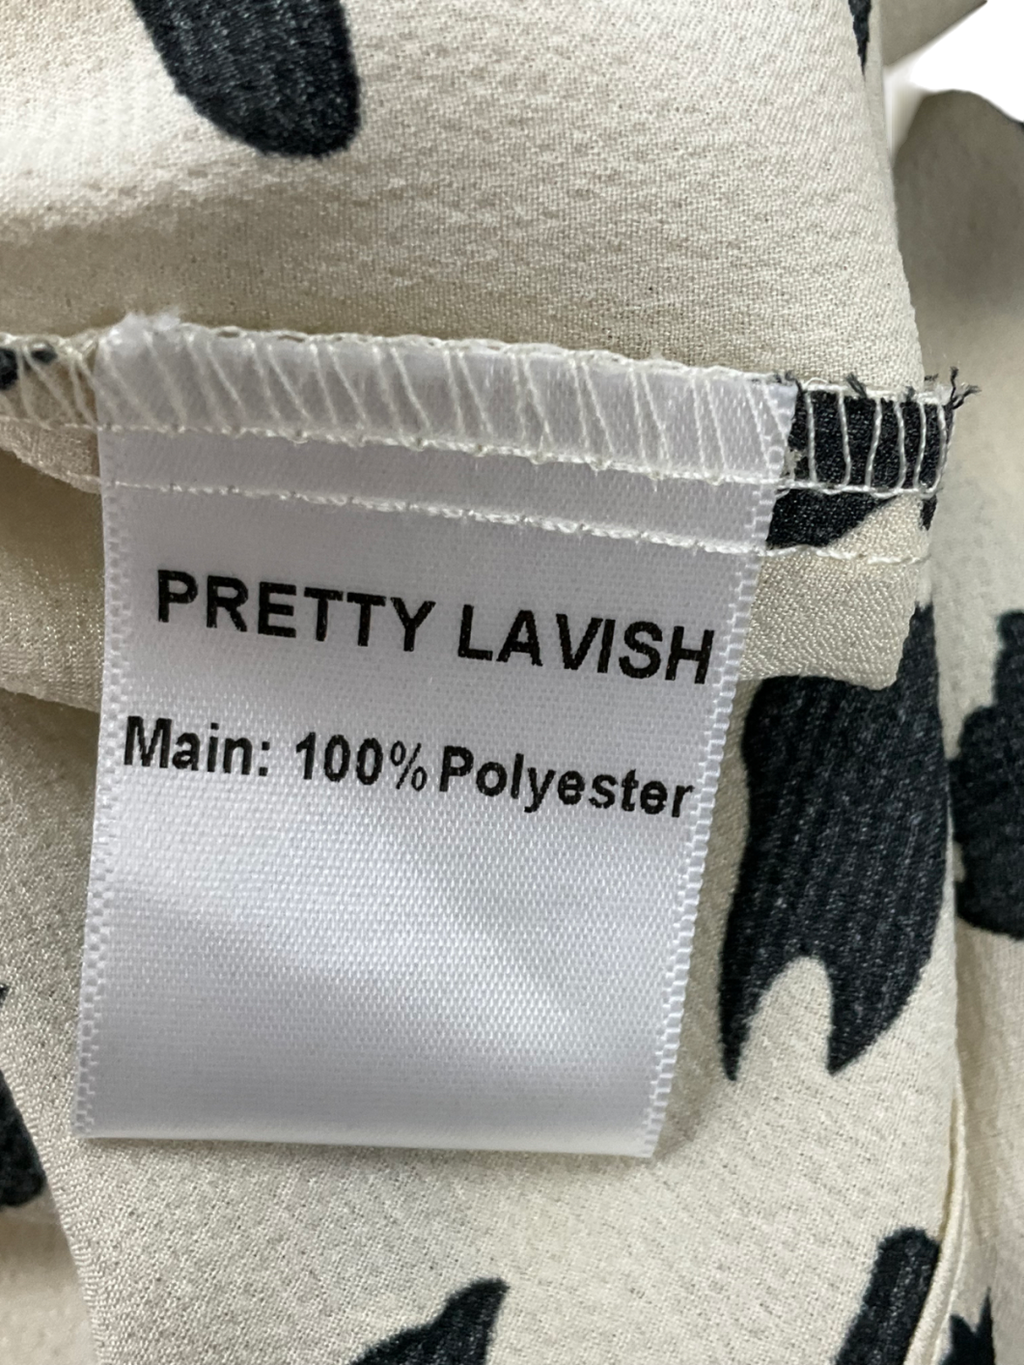 PRETTY LAVISH
Main: 100% Polyester